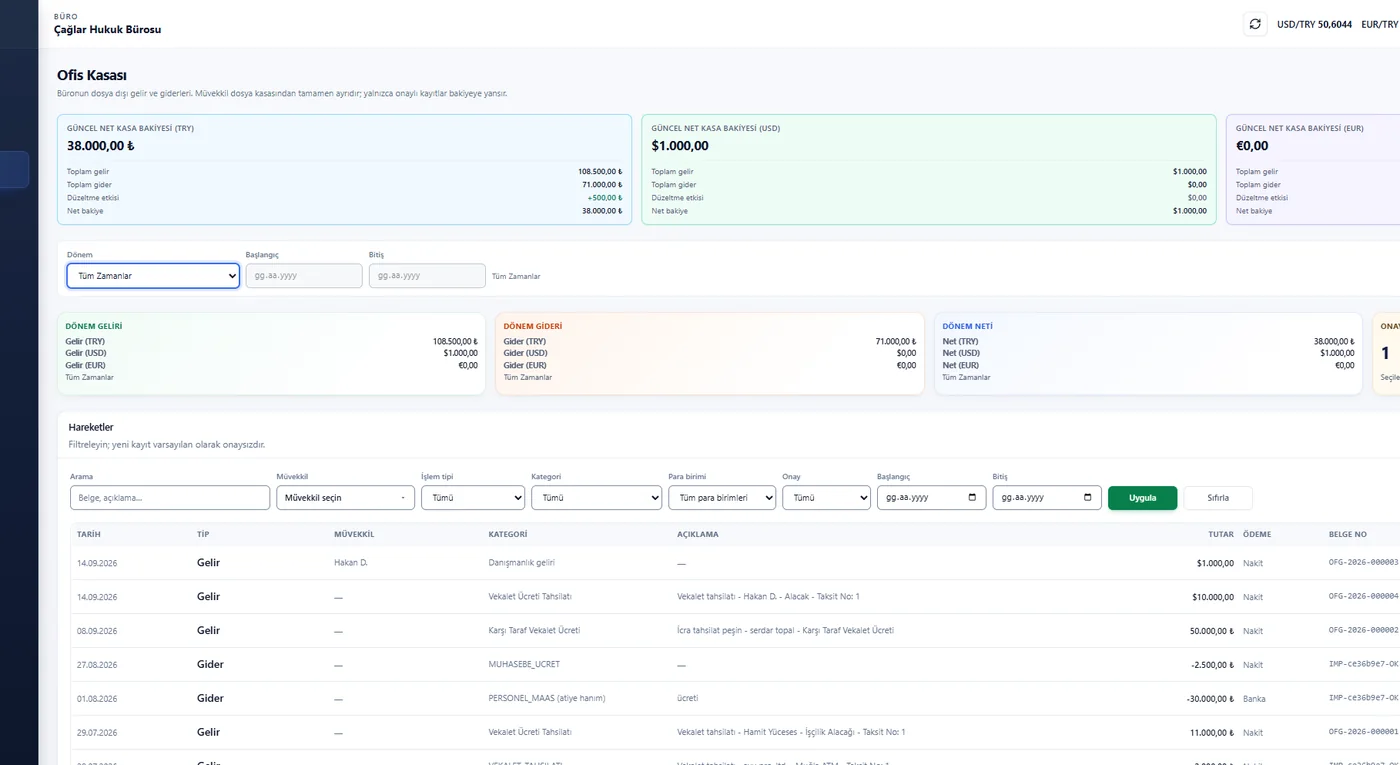 BÜRO
Çağlar Hukuk Bürosu
USD/TRY 50,6044 EUR/TRY
Ofis Kasası
Büronun dosya dışı gelir ve giderleri. Müvekkil dosya kasasından tamamen ayrıdır; yalnızca onaylı kayıtlar bakiyeye yansır.
GÜNCEL NET KASA BAKİYESİ (TRY)
38.000,00 ₺
Toplam gelir 108.500,00 ₺
Toplam gider 71.000,00 ₺
Düzeltme etkisi +500,00 ₺
Net bakiye 38.000,00 ₺
GÜNCEL NET KASA BAKİYESİ (USD)
$1.000,00
Toplam gelir $1.000,00
Toplam gider $0,00
Düzeltme etkisi $0,00
Net bakiye $1.000,00
GÜNCEL NET KASA BAKİYESİ (EUR)
€0,00
Toplam gelir
Toplam gider
Düzeltme etkisi
Net bakiye
Dönem Başlangıç Bitiş
Tüm Zamanlar gg.aa.yyyy gg.aa.yyyy Tüm Zamanlar
DÖNEM GELİRİ
Gelir (TRY) 108.500,00 ₺
Gelir (USD) $1.000,00
Gelir (EUR) €0,00
Tüm Zamanlar
DÖNEM GİDERİ
Gider (TRY) 71.000,00 ₺
Gider (USD) $0,00
Gider (EUR) €0,00
Tüm Zamanlar
DÖNEM NETİ
Net (TRY) 38.000,00 ₺
Net (USD) $1.000,00
Net (EUR) €0,00
Tüm Zamanlar
1
Hareketler
Filtreleyin; yeni kayıt varsayılan olarak onaysızdır.
Arama Müvekkil İşlem tipi Kategori Para birimi Onay Başlangıç Bitiş
Belge, açıklama... Müvekkil seçin Tümü Tümü Tüm para birimleri Tümü gg.aa.yyyy gg.aa.yyyy Uygula Sıfırla
TARİH TİP MÜVEKKİL KATEGORİ AÇIKLAMA TUTAR ÖDEME BELGE NO
14.09.2026 Gelir Hakan D. Danışmanlık geliri — $1.000,00 Nakit OFG-2026-000003
14.09.2026 Gelir — Vekalet Ücreti Tahsilatı Vekalet tahsilatı - Hakan D. - Alacak - Taksit No: 1 $10.000,00 Nakit OFG-2026-000004
08.09.2026 Gelir — Karşı Taraf Vekalet Ücreti İcra tahsilat peşin - serdar topal - Karşı Taraf Vekalet Ücreti 50.000,00 ₺ Nakit OFG-2026-000002
27.08.2026 Gider — MUHASEBE_UCRET — -2.500,00 ₺ Nakit IMP-ce36b9e7-OK
01.08.2026 Gider — PERSONEL_MAAS (atiye hanım) ücreti -30.000,00 ₺ Banka IMP-ce36b9e7-OK
29.07.2026 Gelir — Vekalet Ücreti Tahsilatı Vekalet tahsilatı - Hamit Yüceses - İşçilik Alacağı - Taksit No: 1 11.000,00 ₺ Nakit OFG-2026-000001